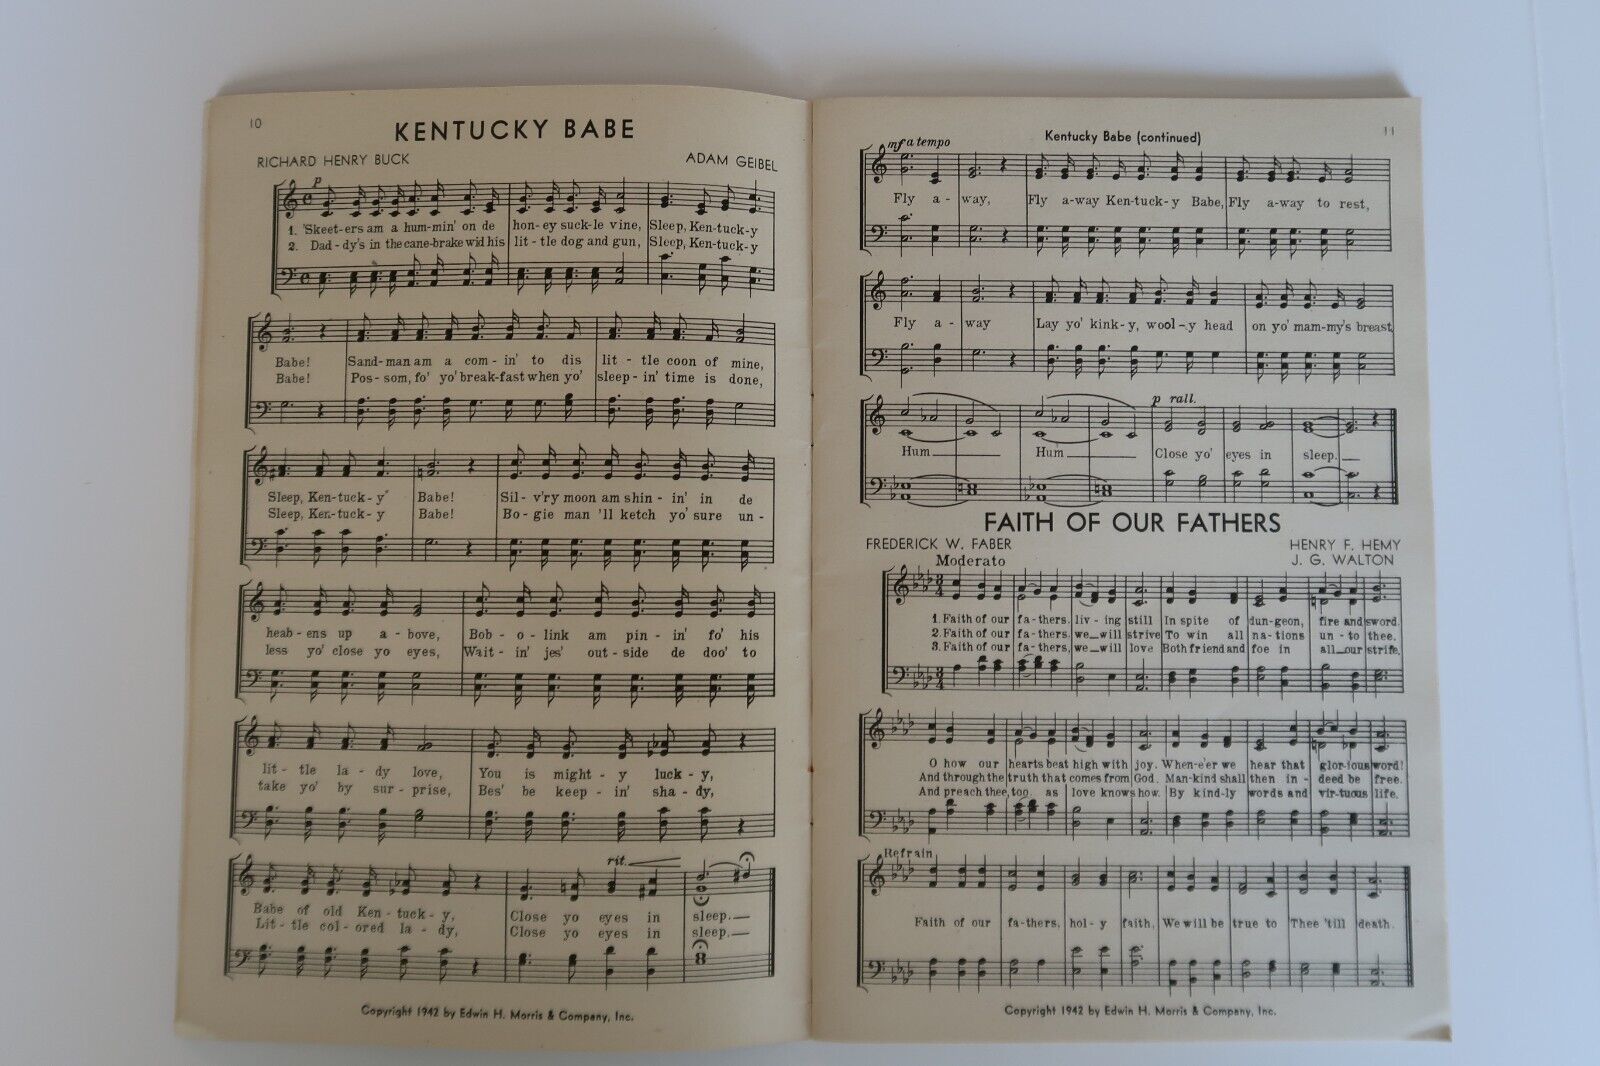 10
KENTUCKY BABE
RICHARD HENRY BUCK ADAM GEIBEL
p
1. 'Skeet-ers am a hum-min' on de hon-ey suck-le vine, Sleep, Ken-tuck-y
2. Dad-dy's in the cane-brake wid his lit-tle dog and gun, Sleep, Ken-tuck-y
Babe! Sand-man am a com-in' to dis lit-tle coon of mine,
Babe! Pos-som, fo' yo' break-fast when yo' sleep-in' time is done,
Sleep, Ken-tuck-y Babe! Sil-v'ry moon am shin-in' in de
Sleep, Ken-tuck-y Babe! Bo-gie man 'll ketch yo' sure un-
heab-ens up a-bove, Bob-o-link am pin-in' fo' his
less yo' close yo eyes, Wait-in' jes' out-side de doo' to
lit-tle la-dy love, You is might-y luck-y,
take yo' by sur-prise, Bes' be keep-in' sha-dy,
rit.
Babe of old Ken-tuck-y, Close yo eyes in sleep.
Lit-tle col-ored la-dy, Close yo eyes in sleep.
Copyright 1942 by Edwin H. Morris & Company, Inc.
11
Kentucky Babe (continued)
mf a tempo
Fly a-way, Fly a-way Ken-tuck-y Babe, Fly a-way to rest,
Fly a-way Lay yo' kink-y, wool-y head on yo' mam-my's breast
p rall.
Hum Hum Close yo' eyes in sleep.
FAITH OF OUR FATHERS
FREDERICK W. FABER HENRY F. HEMY
Moderato J. G. WALTON
1. Faith of our fa-thers, liv-ing still In spite of dun-geon, fire and sword.
2. Faith of our fa-thers, we will strive To win all na-tions un-to thee.
3. Faith of our fa-thers, we will love Both friend and foe in all our strife.
O how our hearts beat high with joy. When-e'er we hear that glor-ious word!
And through the truth that comes from God. Man-kind shall then in-deed be free.
And preach thee, too, as love knows how. By kind-ly words and vir-tuous life.
Refrain
Faith of our fa-thers, hol-y faith, We will be true to Thee 'till death.
Copyright 1942 by Edwin H. Morris & Company, Inc.